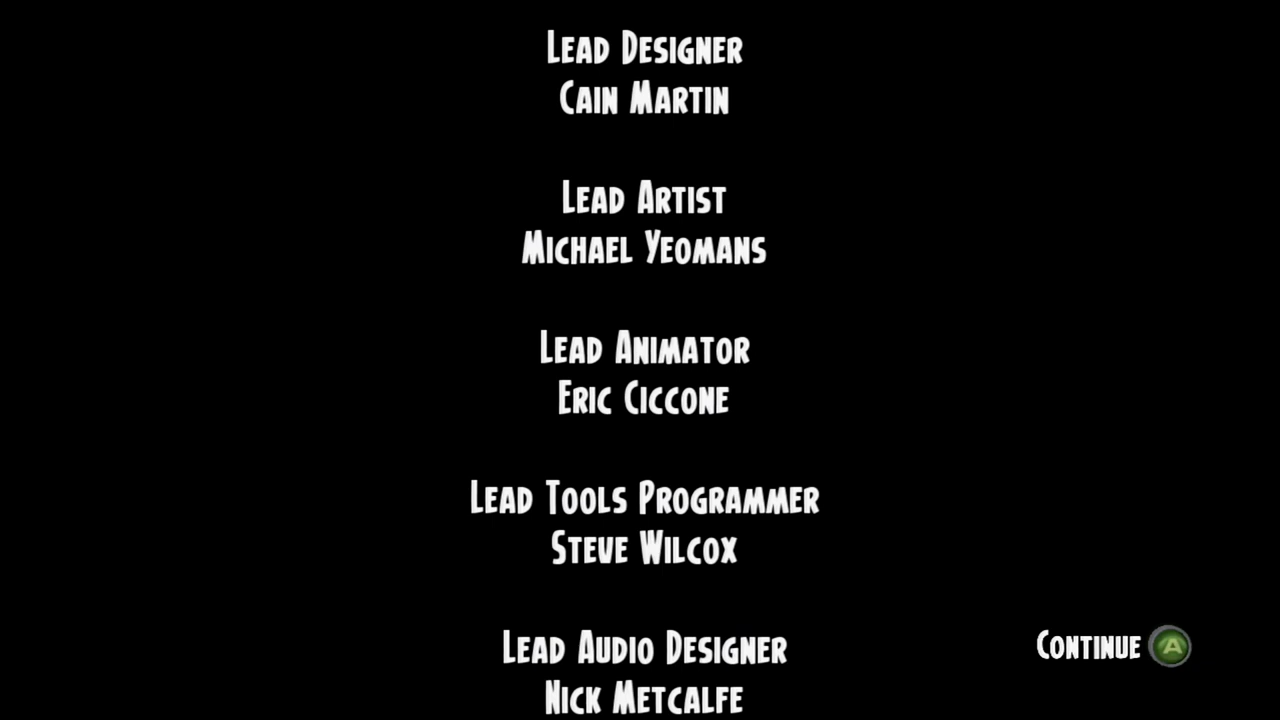 Lead Designer
Cain Martin
Lead Artist
Michael Yeomans
Lead Animator
Eric Ciccone
Lead Tools Programmer
Steve Wilcox
Lead Audio Designer
Nick Metcalfe
Continue A